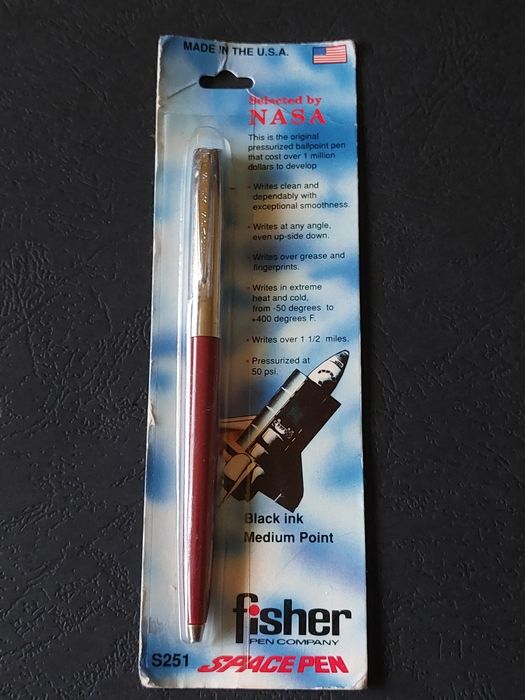 MADE IN THE U.S.A.
Selected by
NASA
This is the original
pressurized ballpoint pen
that cost over 1 million
dollars to develop
• Writes clean and
dependably with
exceptional smoothness.
• Writes at any angle,
even up-side down.
• Writes over grease and
fingerprints.
• Writes in extreme
heat and cold,
from -50 degrees to
+400 degrees F.
• Writes over 1 1/2 miles.
• Pressurized at
50 psi.
Black ink
Medium Point
fisher
PEN COMPANY
S251 SPACE PEN